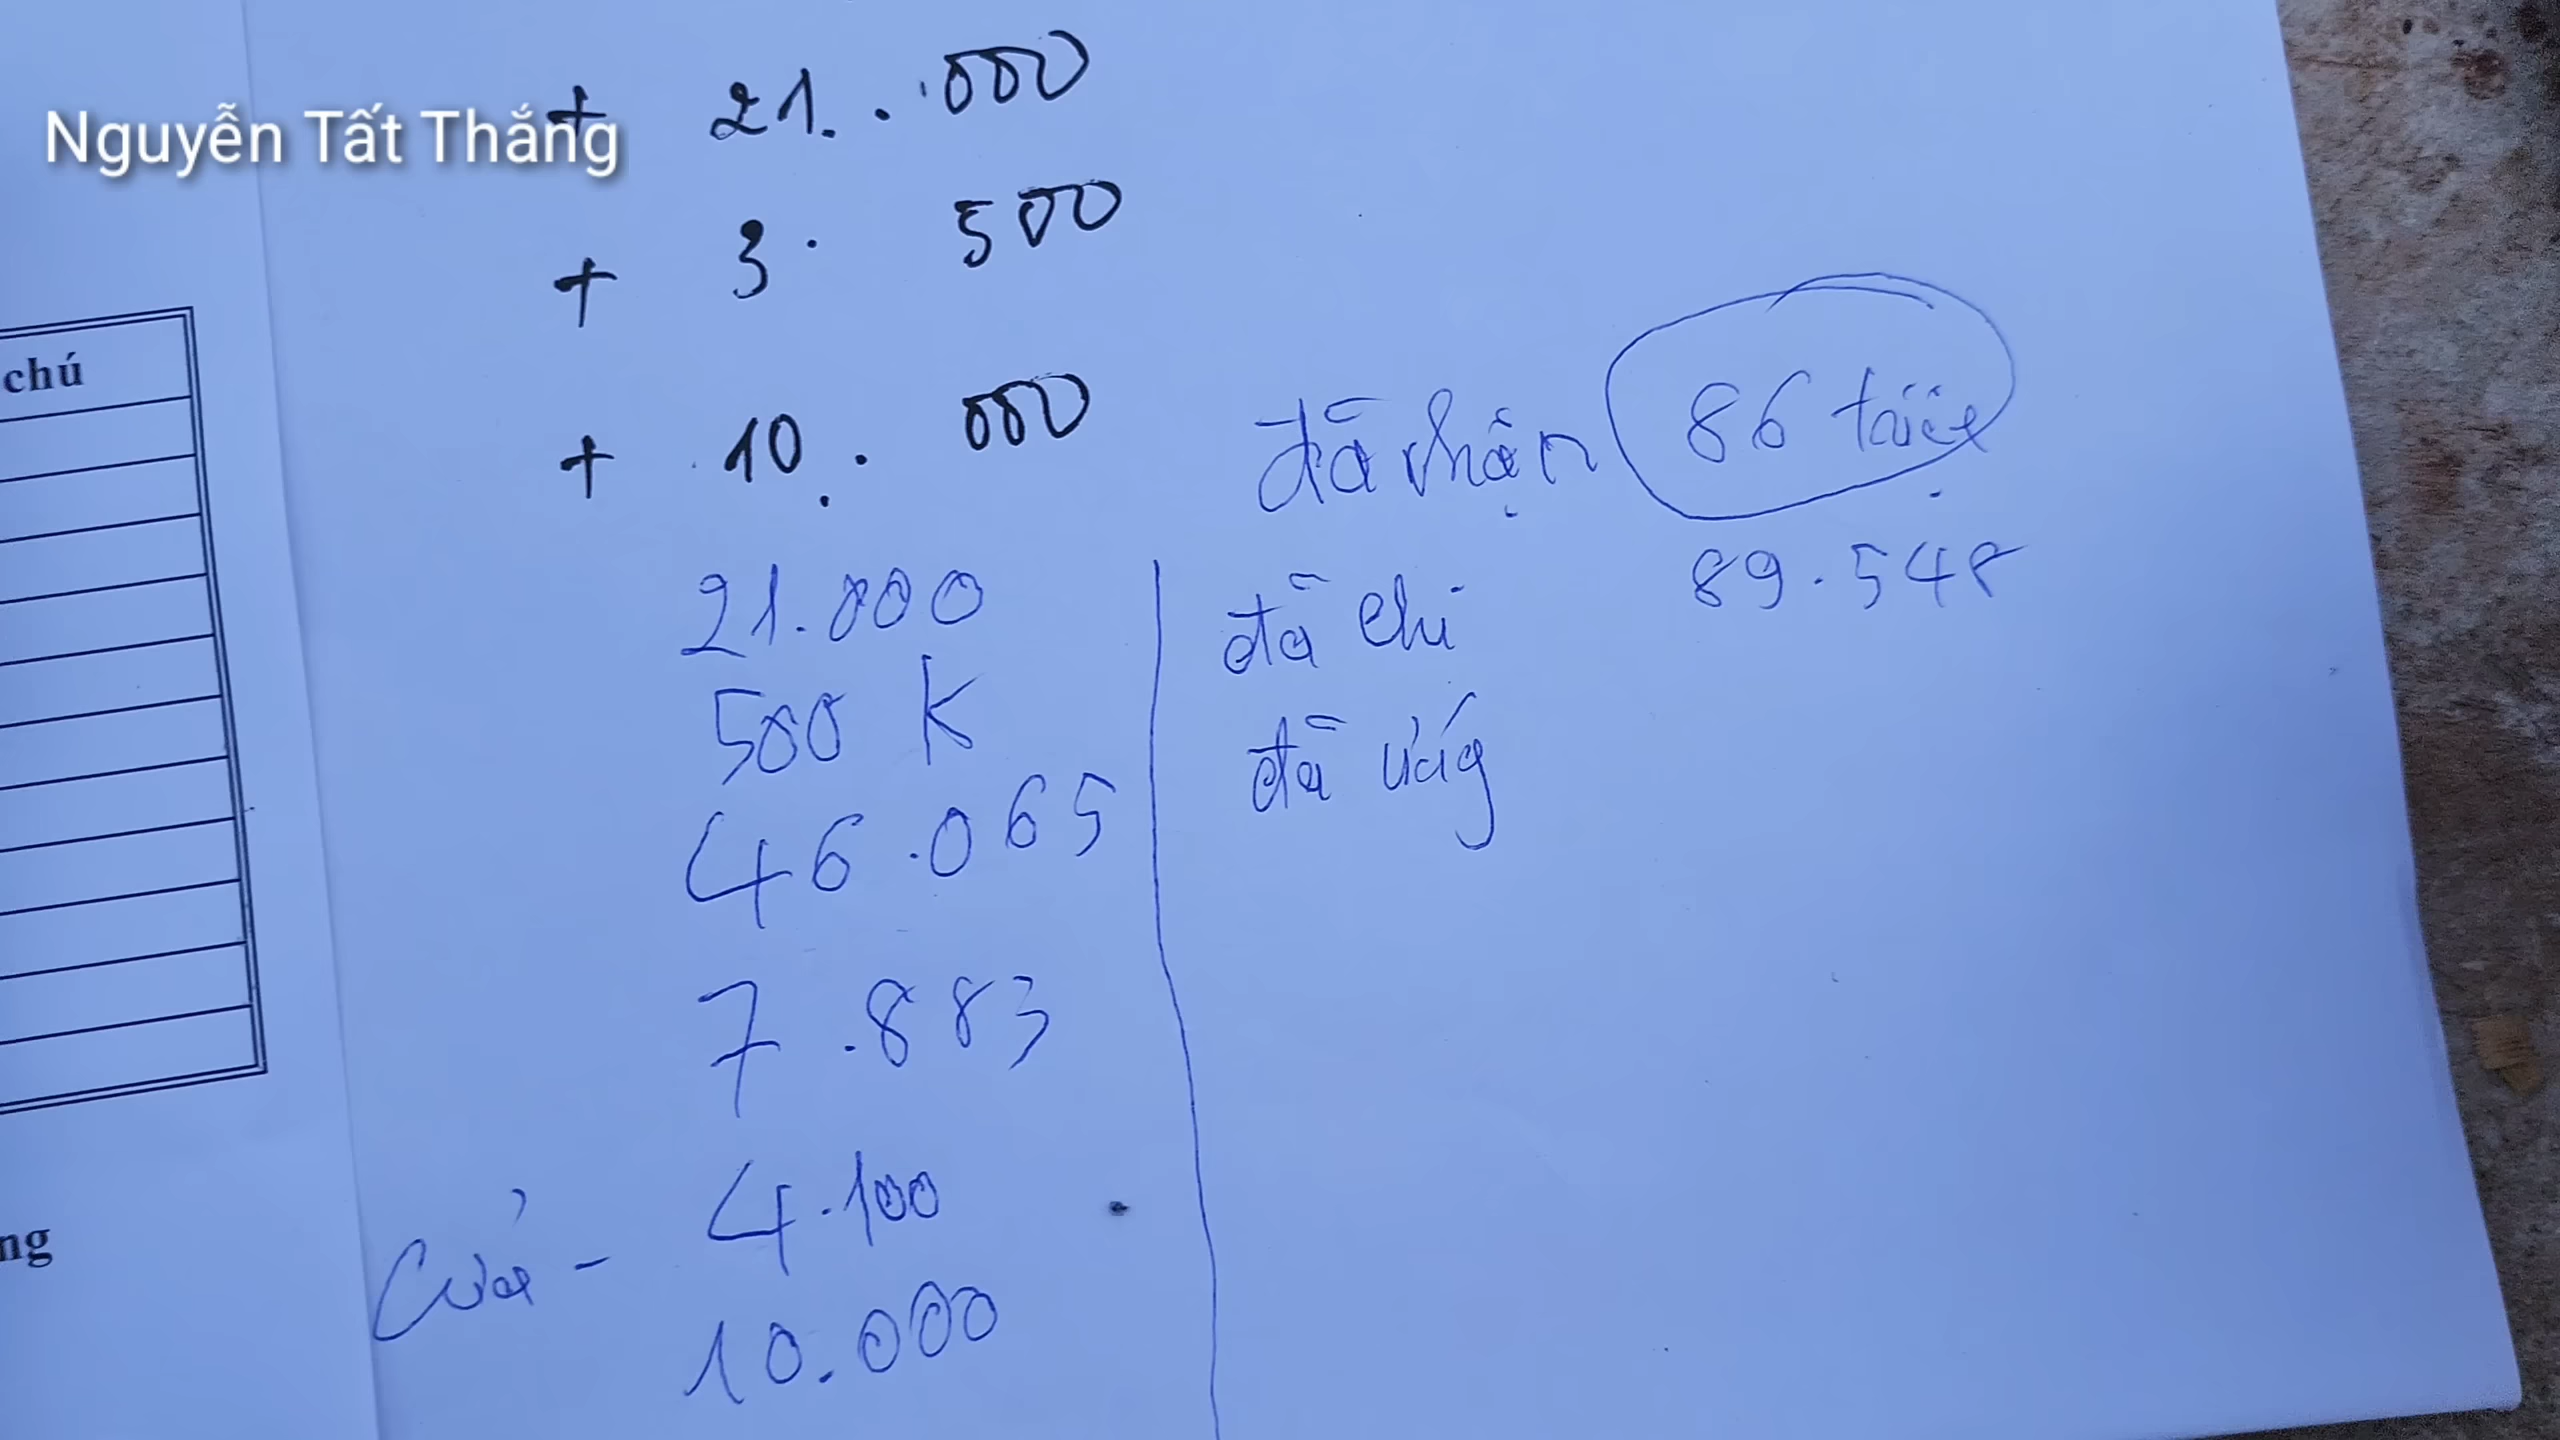 Nguyễn Tất Thắng
+ 21..000
+ 3. 500
+ 10. 000
21.000
500 K
46.065
7.883
Cửa - 4.100
10.000
đã nhận 86 triệu
đã chi 89.548
đã ứng
chú
ng